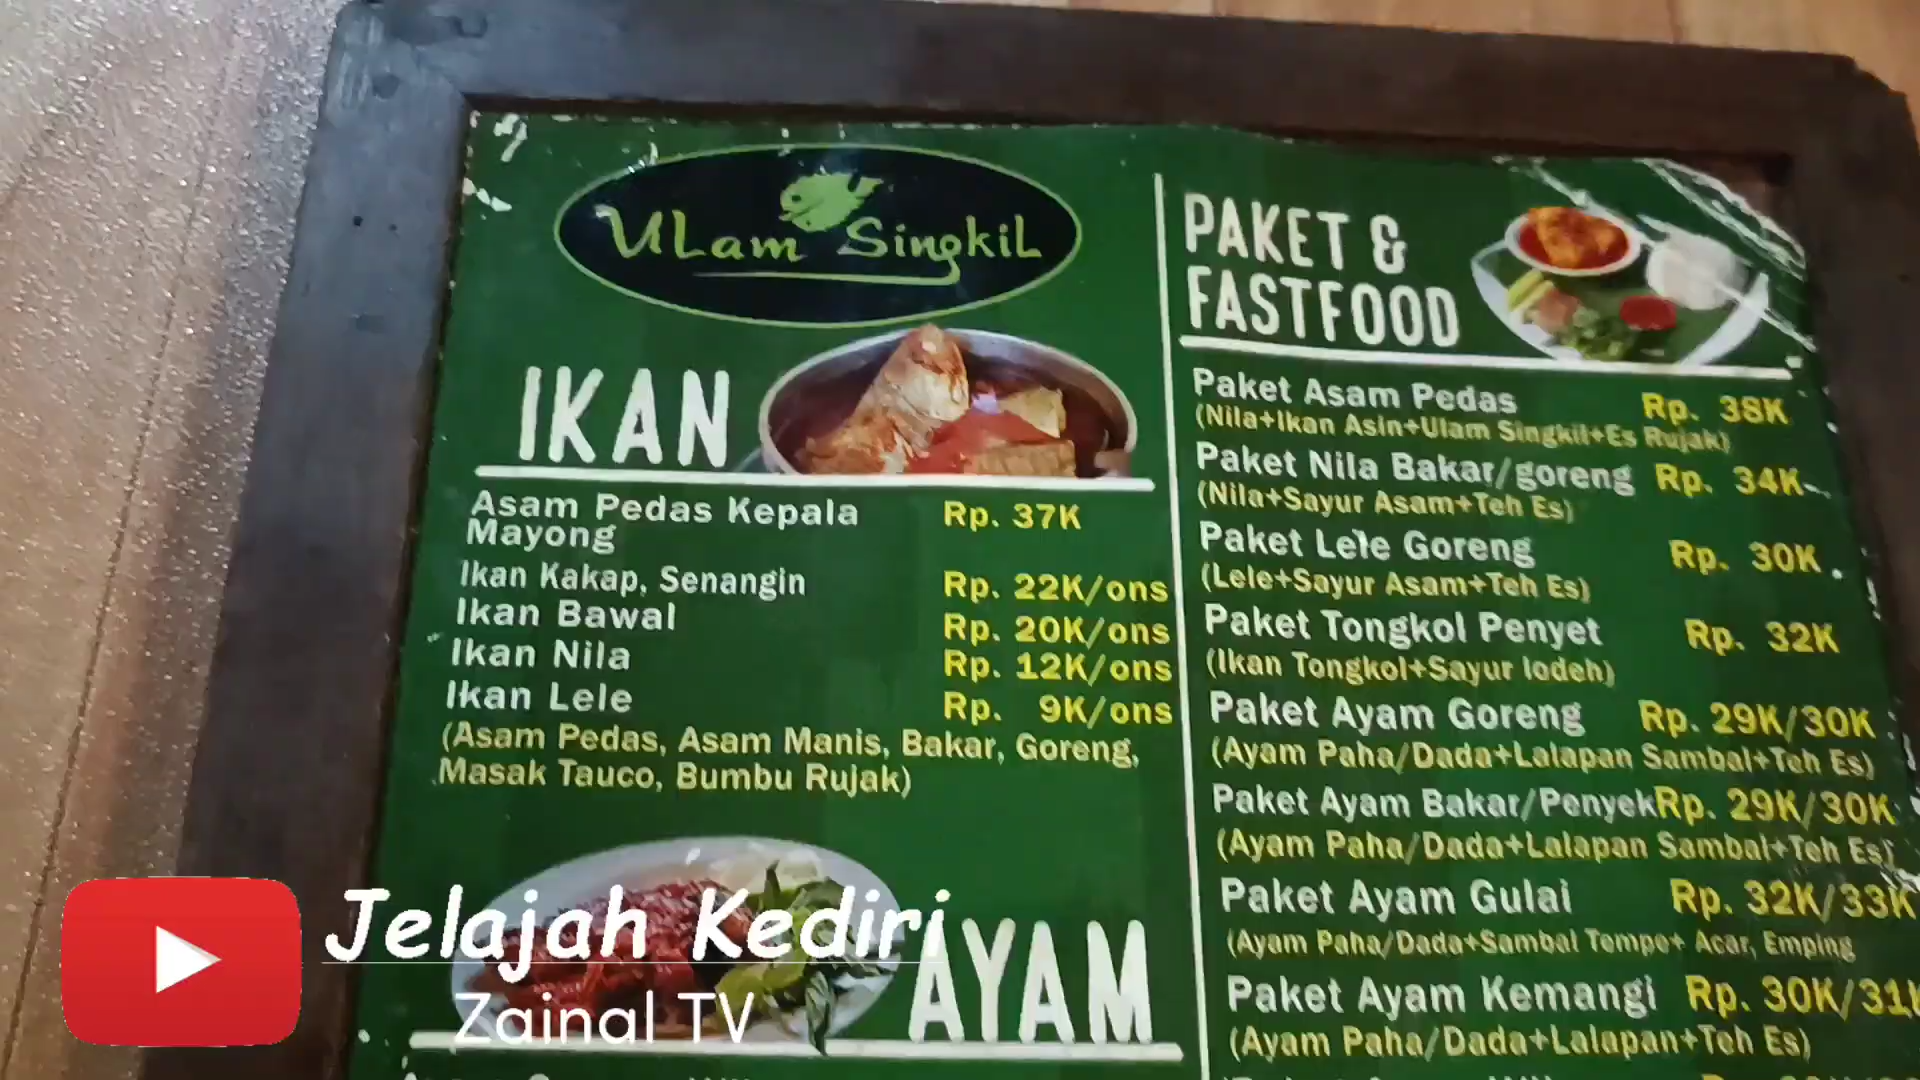 ULam Singkil
IKAN
Asam Pedas Kepala Rp. 37K
Mayong
Ikan Kakap, Senangin Rp. 22K/ons
Ikan Bawal Rp. 20K/ons
Ikan Nila Rp. 12K/ons
Ikan Lele Rp. 9K/ons
(Asam Pedas, Asam Manis, Bakar, Goreng,
Masak Tauco, Bumbu Rujak)
AYAM
PAKET &
FASTFOOD
Paket Asam Pedas Rp. 38K
(Nila+Ikan Asin+Ulam Singkil+Es Rujak)
Paket Nila Bakar/goreng Rp. 34K
(Nila+Sayur Asam+Teh Es)
Paket Lele Goreng Rp. 30K
(Lele+Sayur Asam+Teh Es)
Paket Tongkol Penyet Rp. 32K
(Ikan Tongkol+Sayur lodeh)
Paket Ayam Goreng Rp. 29K/30K
(Ayam Paha/Dada+Lalapan Sambal+Teh Es)
Paket Ayam Bakar/Penyek Rp. 29K/30K
(Ayam Paha/Dada+Lalapan Sambal+Teh Es)
Paket Ayam Gulai Rp. 32K/33K
(Ayam Paha/Dada+Sambal Tempe+ Acar, Emping
Paket Ayam Kemangi Rp. 30K/31K
(Ayam Paha/Dada+Lalapan+Teh Es)
Jelajah Kediri
Zainal TV